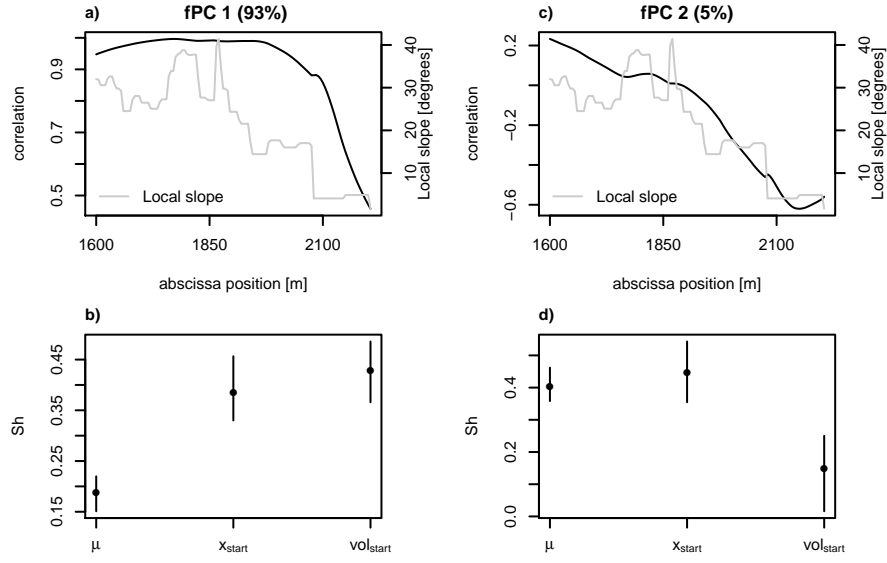 a)
fPC 1 (93%)
0.5
0.7
0.9
correlation
10
20
30
40
Local slope [degrees]
Local slope
1600
1850
2100
abscissa position [m]
c)
fPC 2 (5%)
−0.6
−0.2
0.2
correlation
10
20
30
40
Local slope [degrees]
Local slope
1600
1850
2100
abscissa position [m]
b)
0.15
0.25
0.35
0.45
Sh
μ
xstart
volstart
d)
0.0
0.2
0.4
Sh
μ
xstart
volstart